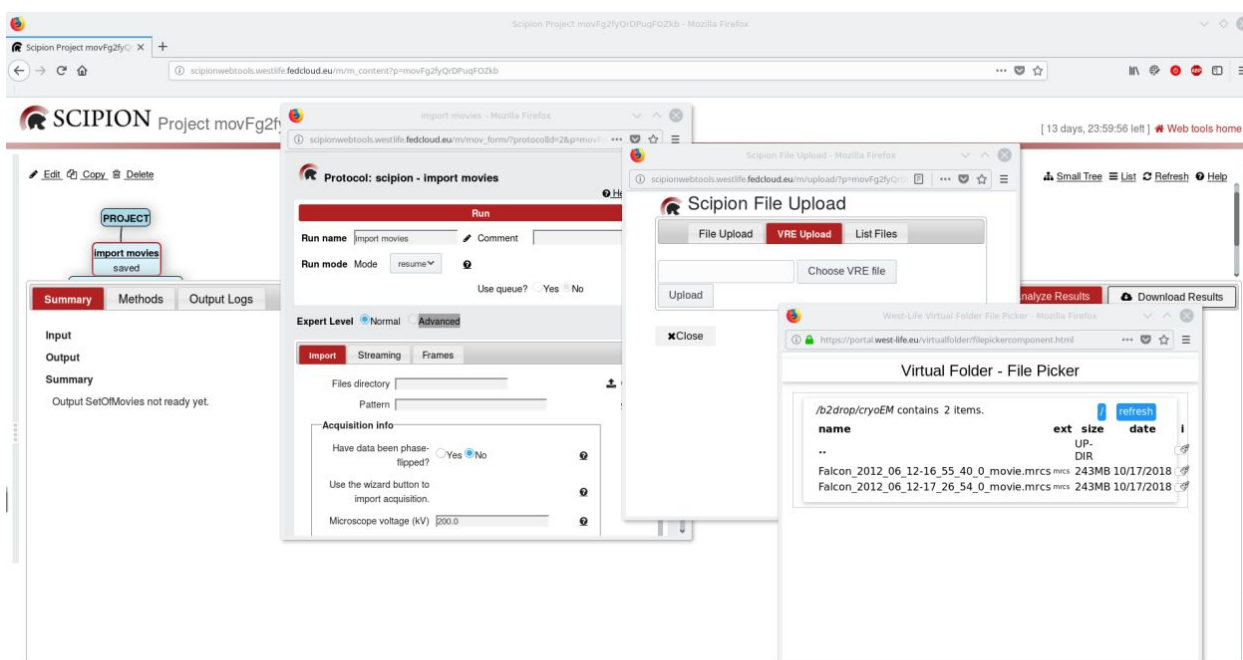 Scipion Project movFg2fyQrDPuqFOZkb - Mozilla Firefox
Scipion Project movFg2fyQ
scipionwebtools.westlife.fedcloud.eu/m/m_content?p=movFg2fyQrDPuqFOZkb
SCIPION Project movFg2f
[13 days, 23:59:56 left] Web tools home
Edit Copy Delete
Small Tree List Refresh Help
PROJECT
import movies
saved
Summary Methods Output Logs
Analyze Results Download Results
Input
Output
Summary
Output SetOfMovies not ready yet.
import movies - Mozilla Firefox
scipionwebtools.westlife.fedcloud.eu/m/mov_form/?protocolId=2&p=movF
Protocol: scipion - import movies
Run
Run name import movies Comment
Run mode Mode resume
Use queue? Yes No
Expert Level Normal Advanced
Import Streaming Frames
Files directory
Pattern
Acquisition info
Have data been phase-
flipped? Yes No
Use the wizard button to
import acquisition.
Microscope voltage (kV) 200.0
Scipion File Upload - Mozilla Firefox
scipionwebtools.westlife.fedcloud.eu/m/upload/?p=movFg2fyQrD
Scipion File Upload
File Upload VRE Upload List Files
Choose VRE file
Upload
Close
West-Life Virtual Folder File Picker - Mozilla Firefox
https://portal.west-life.eu/virtualfolder/filepickercomponent.html
Virtual Folder - File Picker
/b2drop/cryoEM contains 2 items. / refresh
name ext size date i
.. UP-
DIR
Falcon_2012_06_12-16_55_40_0_movie.mrcs mrcs 243MB 10/17/2018
Falcon_2012_06_12-17_26_54_0_movie.mrcs mrcs 243MB 10/17/2018